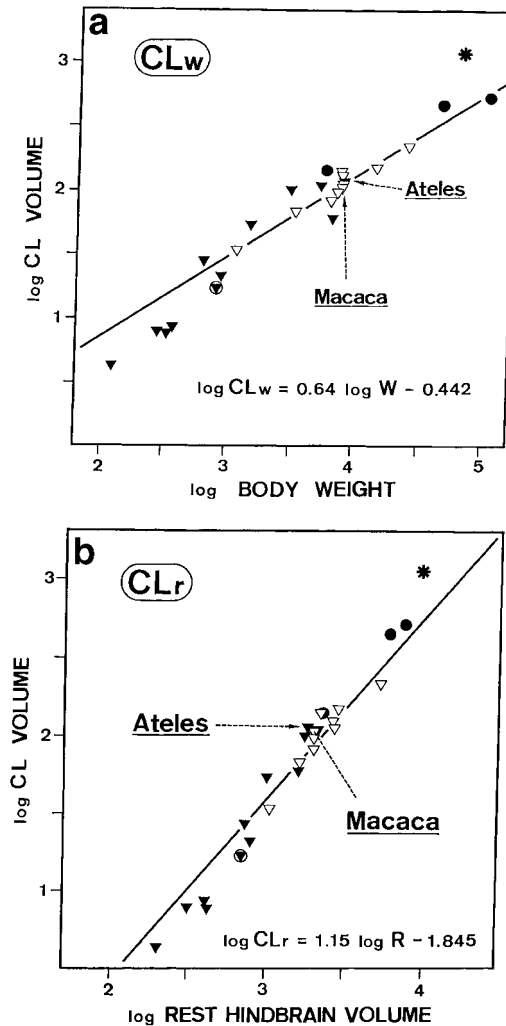 a
CLw
3
2
1
log CL VOLUME
Ateles
Macaca
log CLw = 0.64 log W - 0.442
2 3 4 5
log BODY WEIGHT
b
CLr
3
2
1
log CL VOLUME
Ateles
Macaca
log CLr = 1.15 log R - 1.845
2 3 4
log REST HINDBRAIN VOLUME